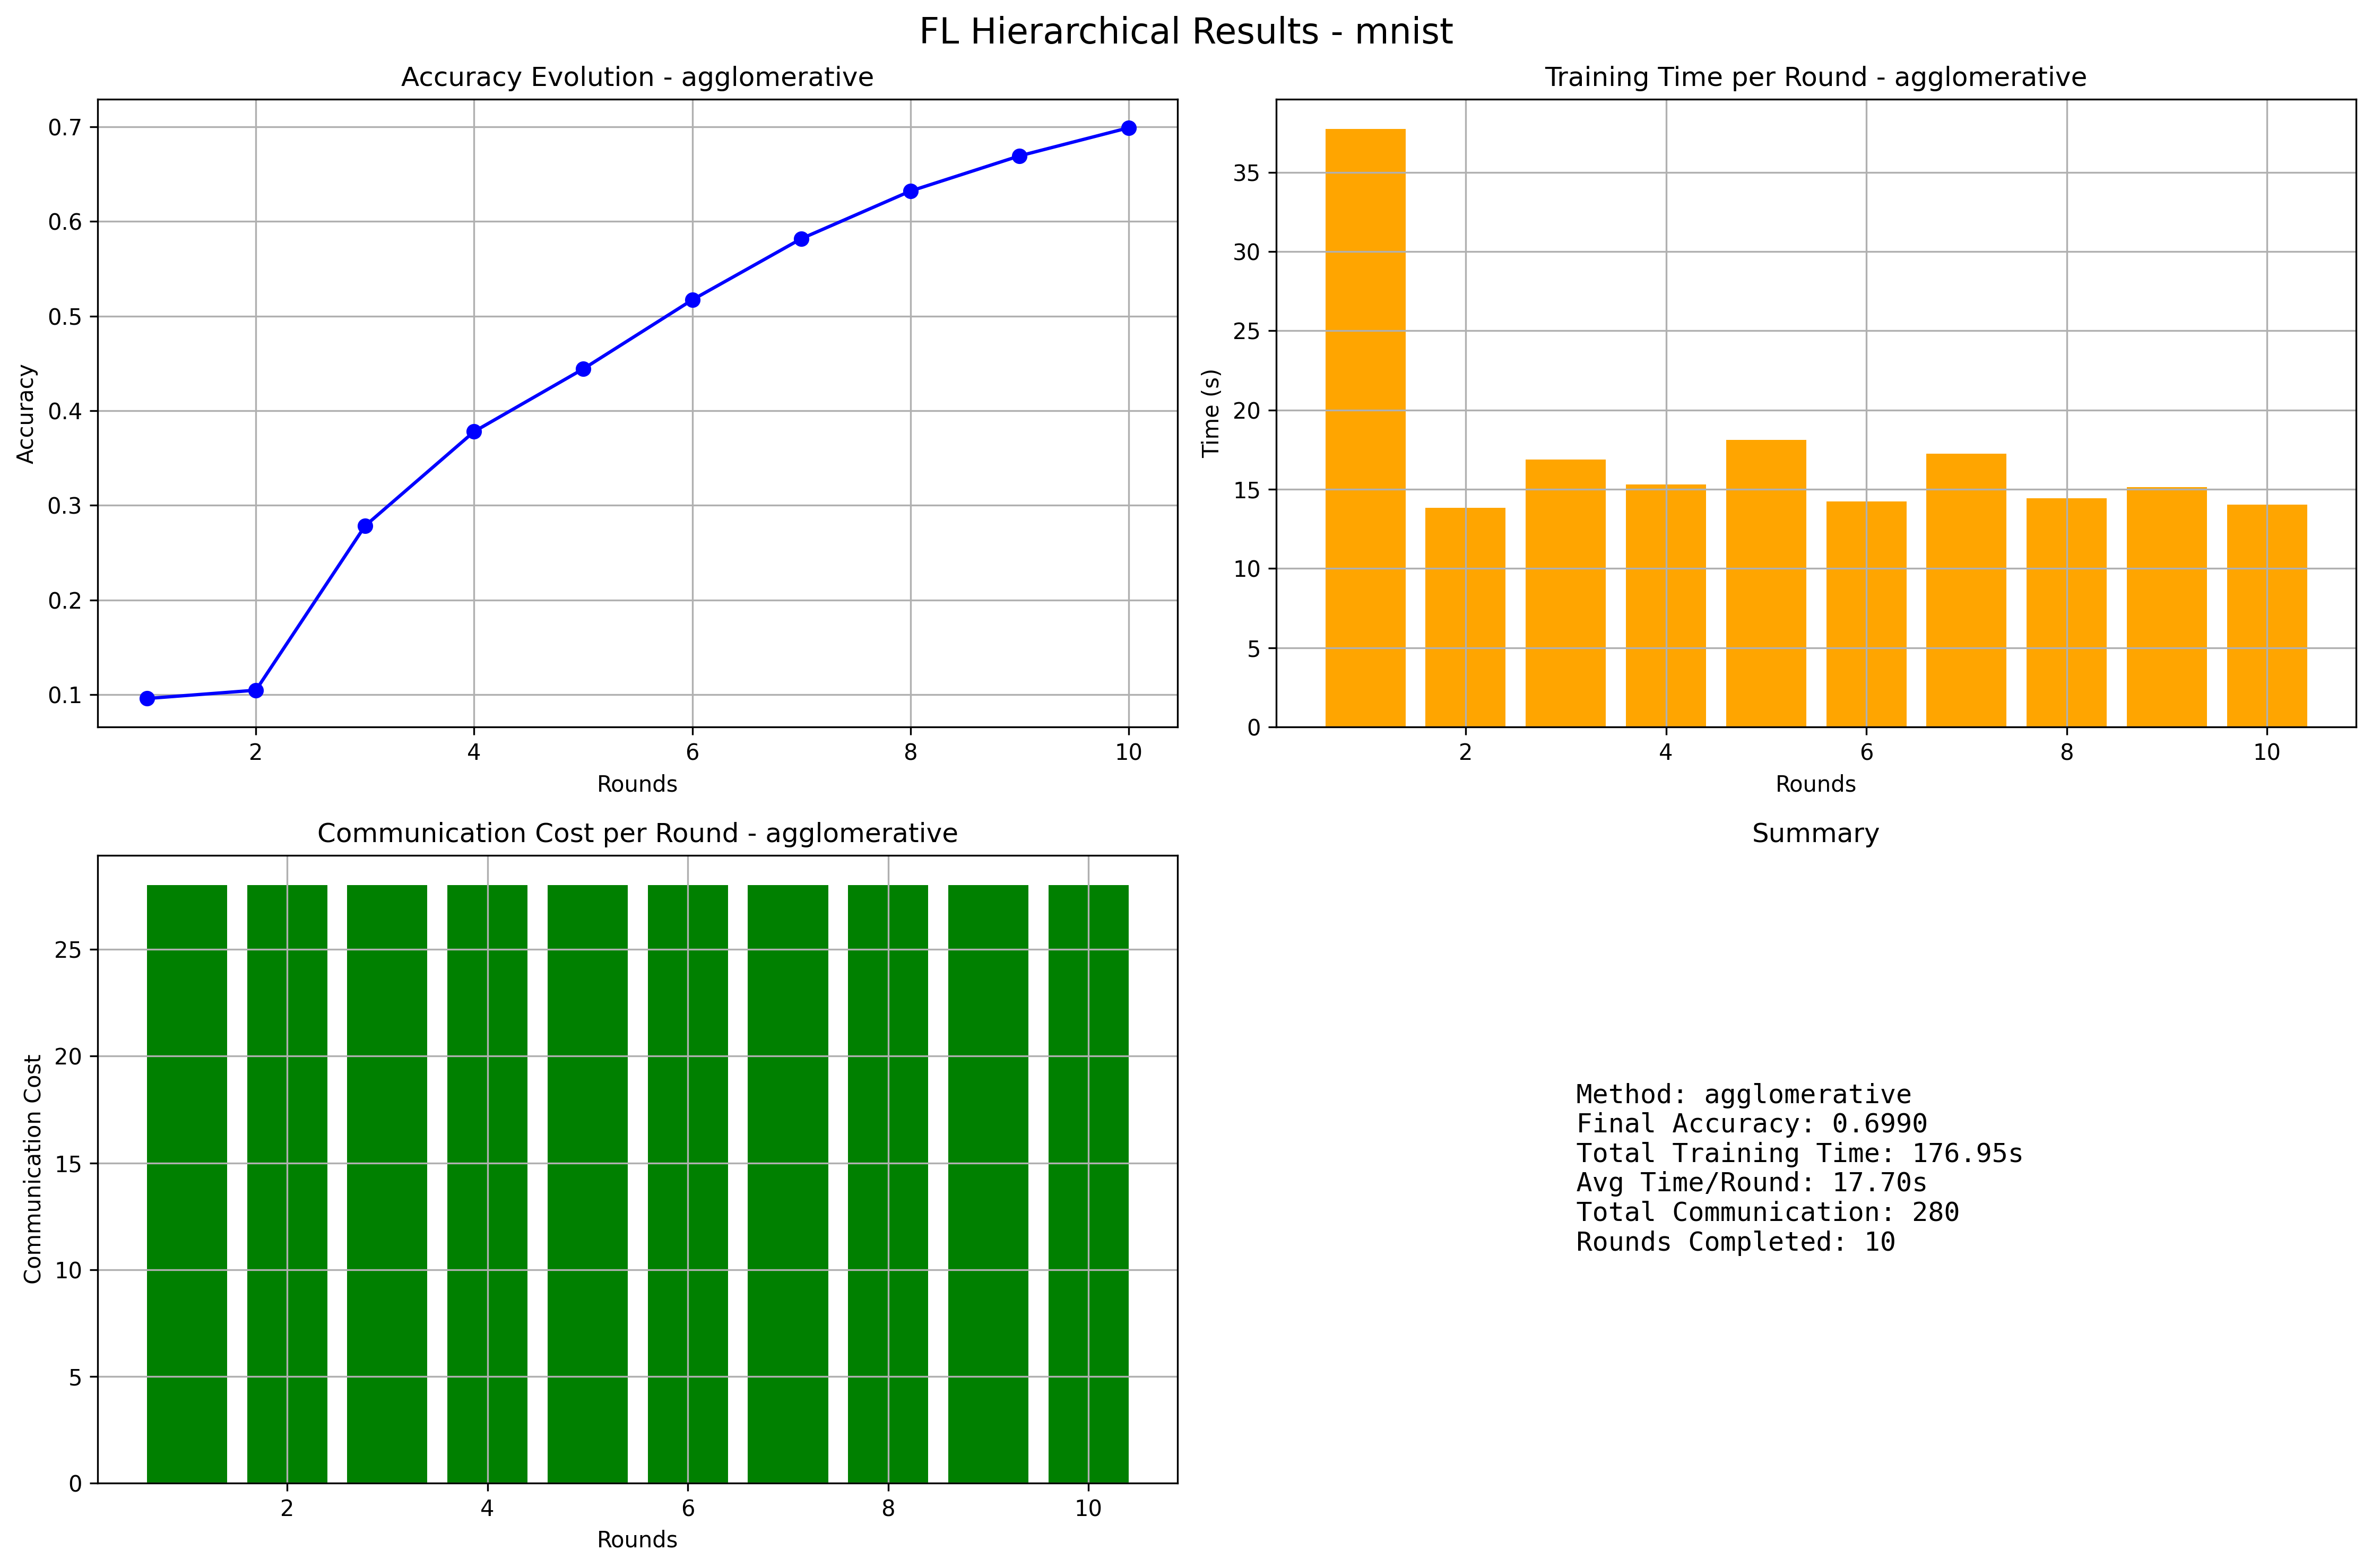 FL Hierarchical Results - mnist
Accuracy Evolution - agglomerative
0.7
0.6
0.5
0.4
0.3
0.2
0.1
Accuracy
2 4 6 8 10
Rounds
Training Time per Round - agglomerative
35
30
25
20
15
10
5
0
Time (s)
2 4 6 8 10
Rounds
Communication Cost per Round - agglomerative
25
20
15
10
5
0
Communication Cost
2 4 6 8 10
Rounds
Summary
Method: agglomerative
Final Accuracy: 0.6990
Total Training Time: 176.95s
Avg Time/Round: 17.70s
Total Communication: 280
Rounds Completed: 10